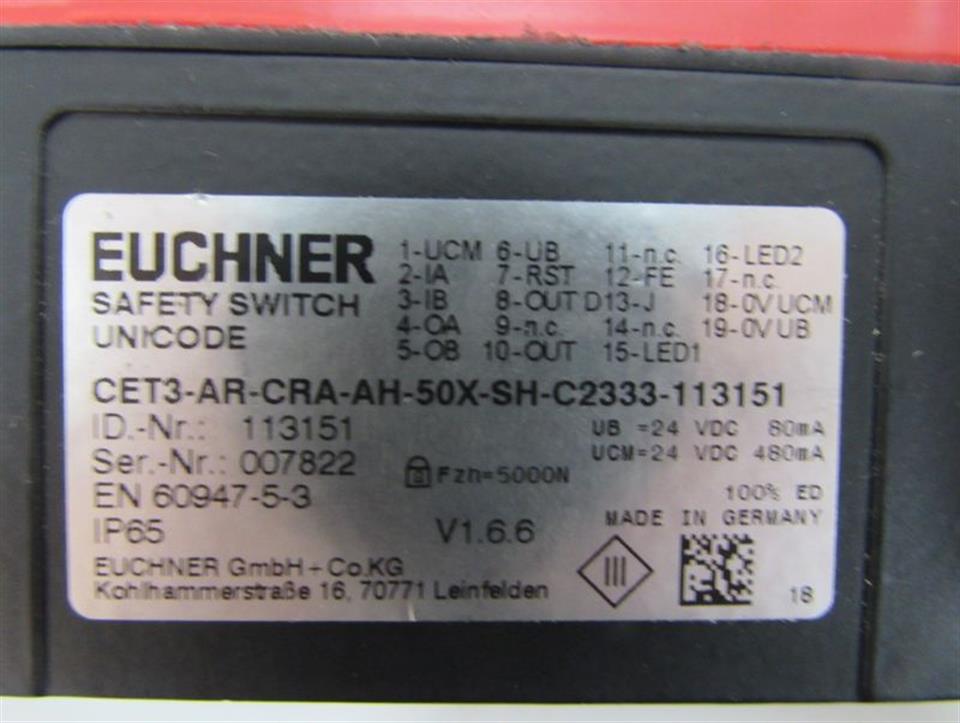 EUCHNER
SAFETY SWITCH
UNICODE
1-UCM 6-UB 11-n.c. 16-LED2
2-IA 7-RST 12-FE 17-n.c.
3-IB 8-OUT D 13-J 18-0V UCM
4-OA 9-n.c. 14-n.c. 19-0V UB
5-OB 10-OUT 15-LED1
CET3-AR-CRA-AH-50X-SH-C2333-113151
ID.-Nr.: 113151 UB =24 VDC 80mA
Ser.-Nr.: 007822 UCM=24 VDC 480mA
Fzh=5000N
EN 60947-5-3 100% ED
IP65 V1.6.6 MADE IN GERMANY
EUCHNER GmbH+Co.KG
Kohlhammerstraße 16, 70771 Leinfelden
III
18